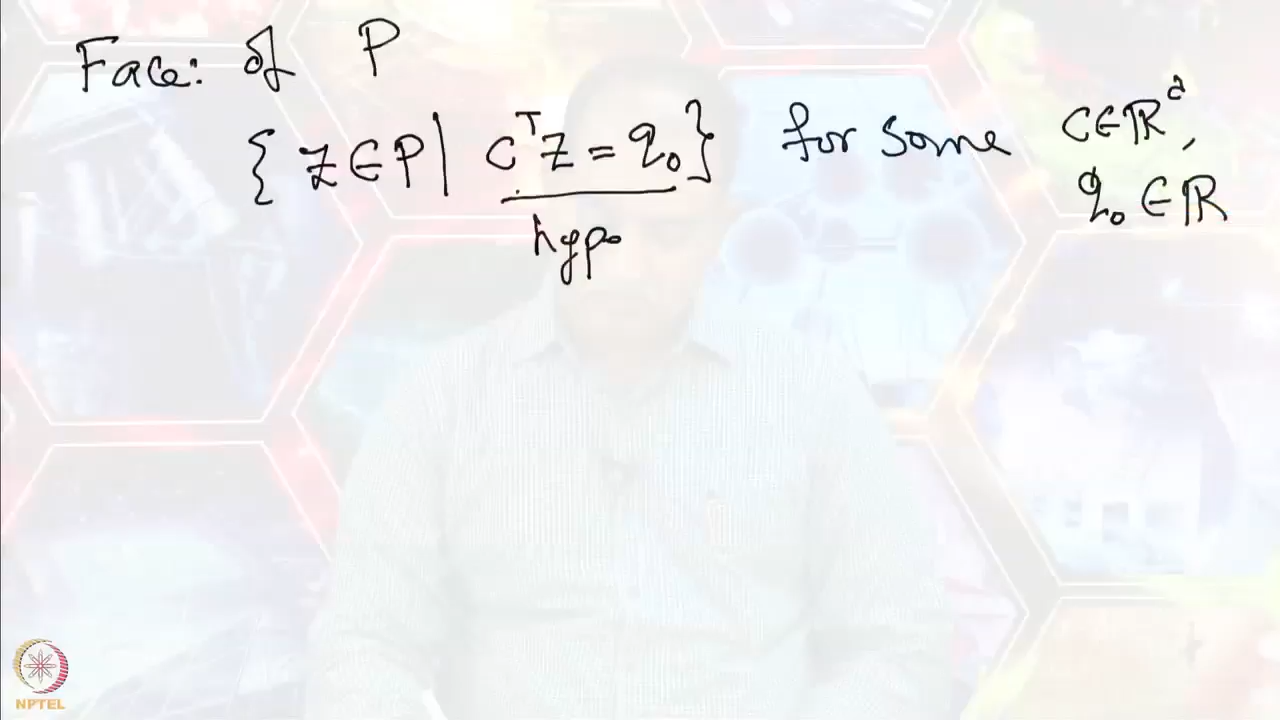 Face: of P
{ z ∈ P | Cᵀz = q₀ } for some C ∈ ℝᵈ,
q₀ ∈ ℝ
hypo
NPTEL